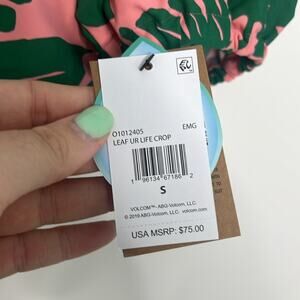 O1012405 EMG
LEAF UR LIFE CROP
1 96134 67186 2
S
VOLCOM™- ABG-Volcom, LLC.
© 2019 ABG-Volcom, LLC. volcom.com
USA MSRP: $75.00